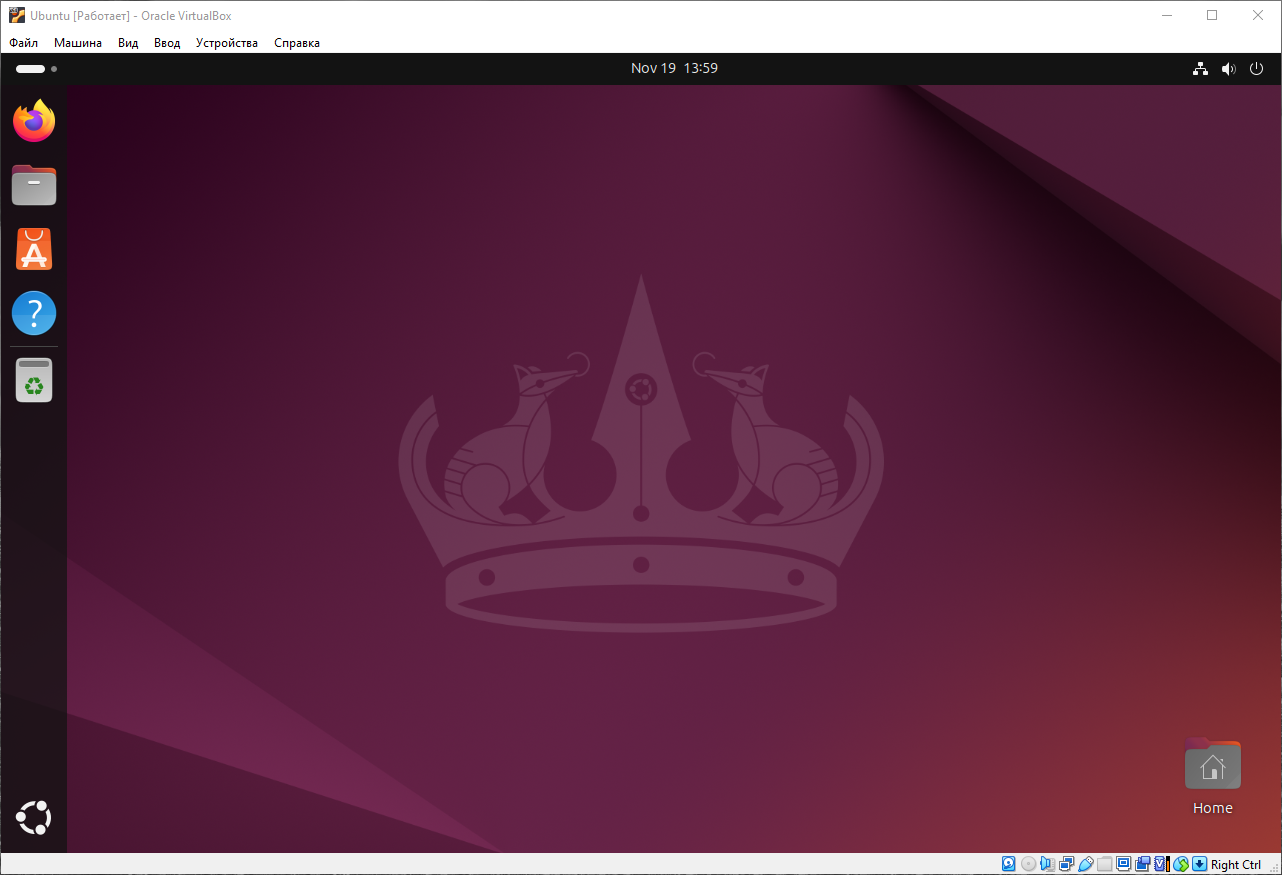 Ubuntu [Работает] - Oracle VirtualBox
Файл Машина Вид Ввод Устройства Справка
Nov 19 13:59
Home
Right Ctrl